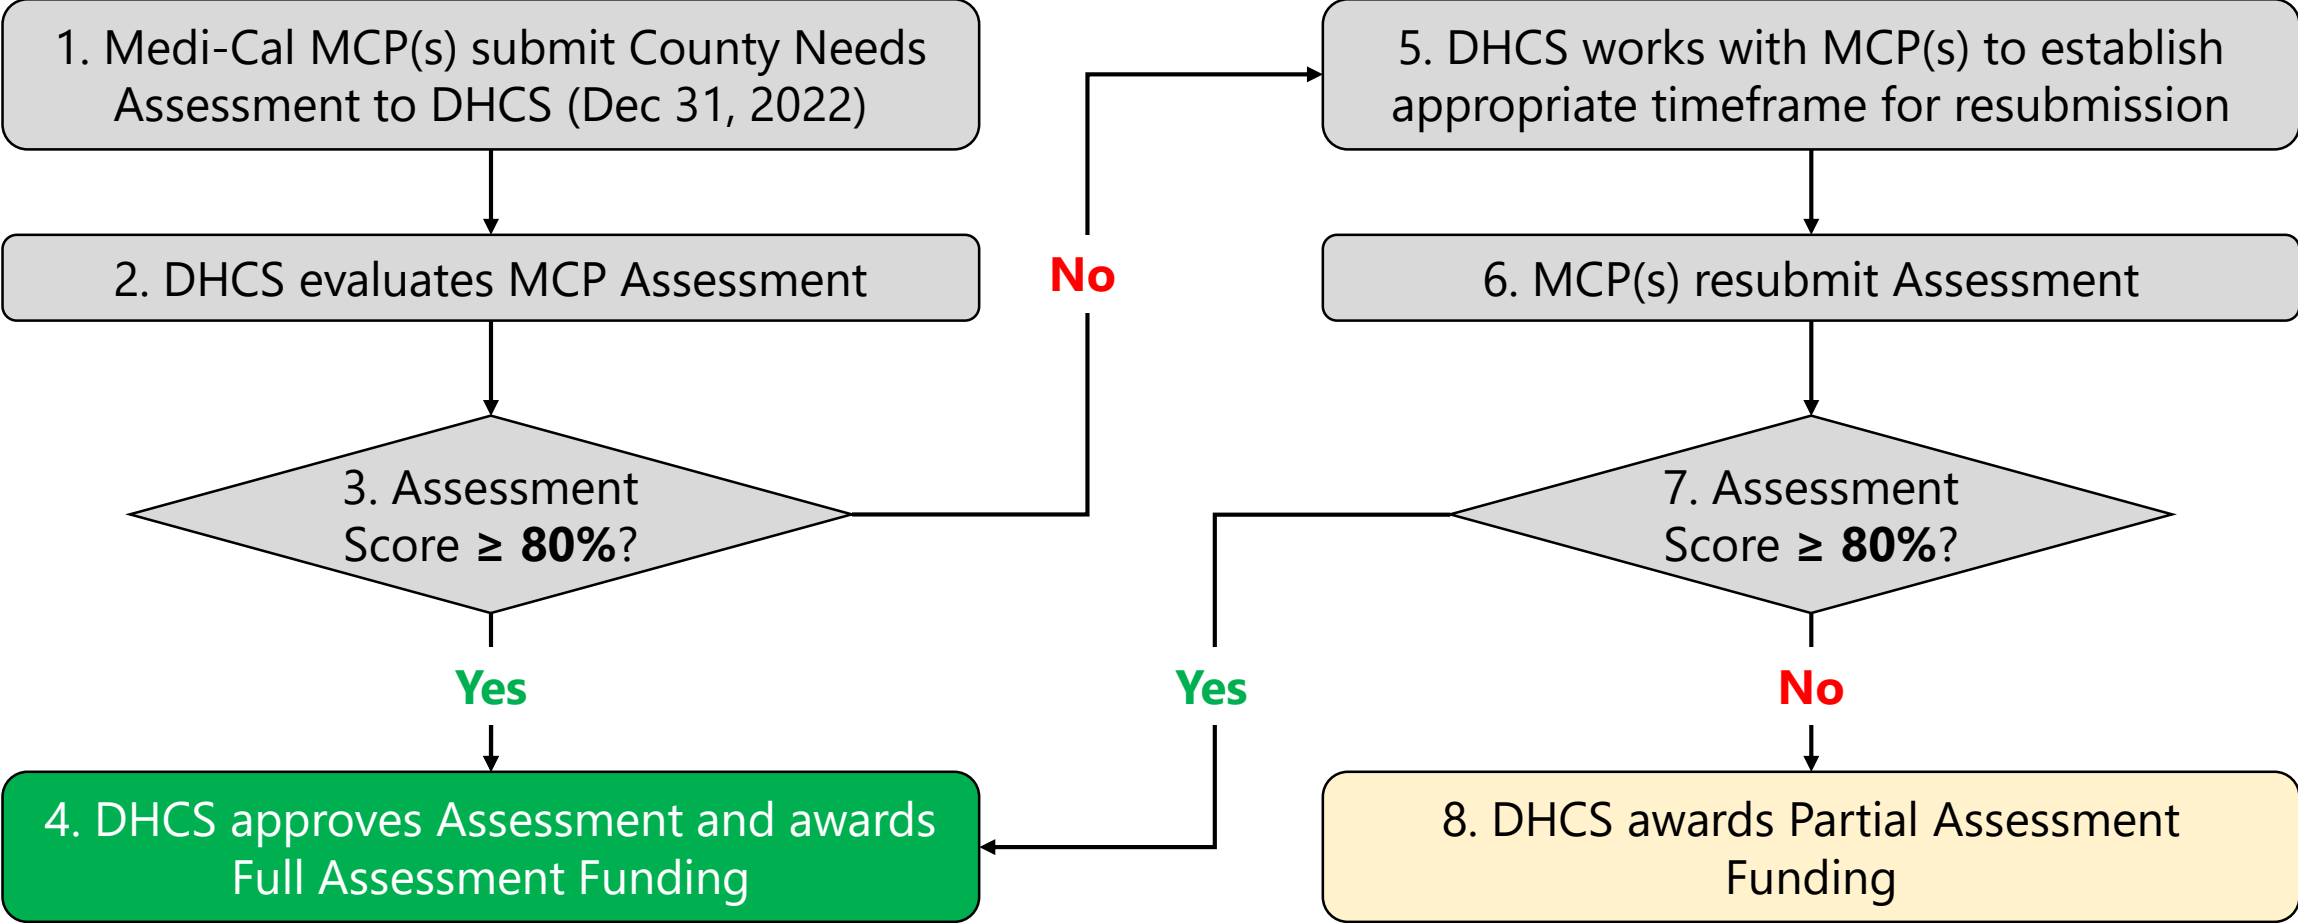 1. Medi-Cal MCP(s) submit County Needs
Assessment to DHCS (Dec 31, 2022)
2. DHCS evaluates MCP Assessment
3. Assessment
Score ≥ 80%?
Yes
4. DHCS approves Assessment and awards
Full Assessment Funding
No
5. DHCS works with MCP(s) to establish
appropriate timeframe for resubmission
6. MCP(s) resubmit Assessment
7. Assessment
Score ≥ 80%?
Yes
No
8. DHCS awards Partial Assessment
Funding